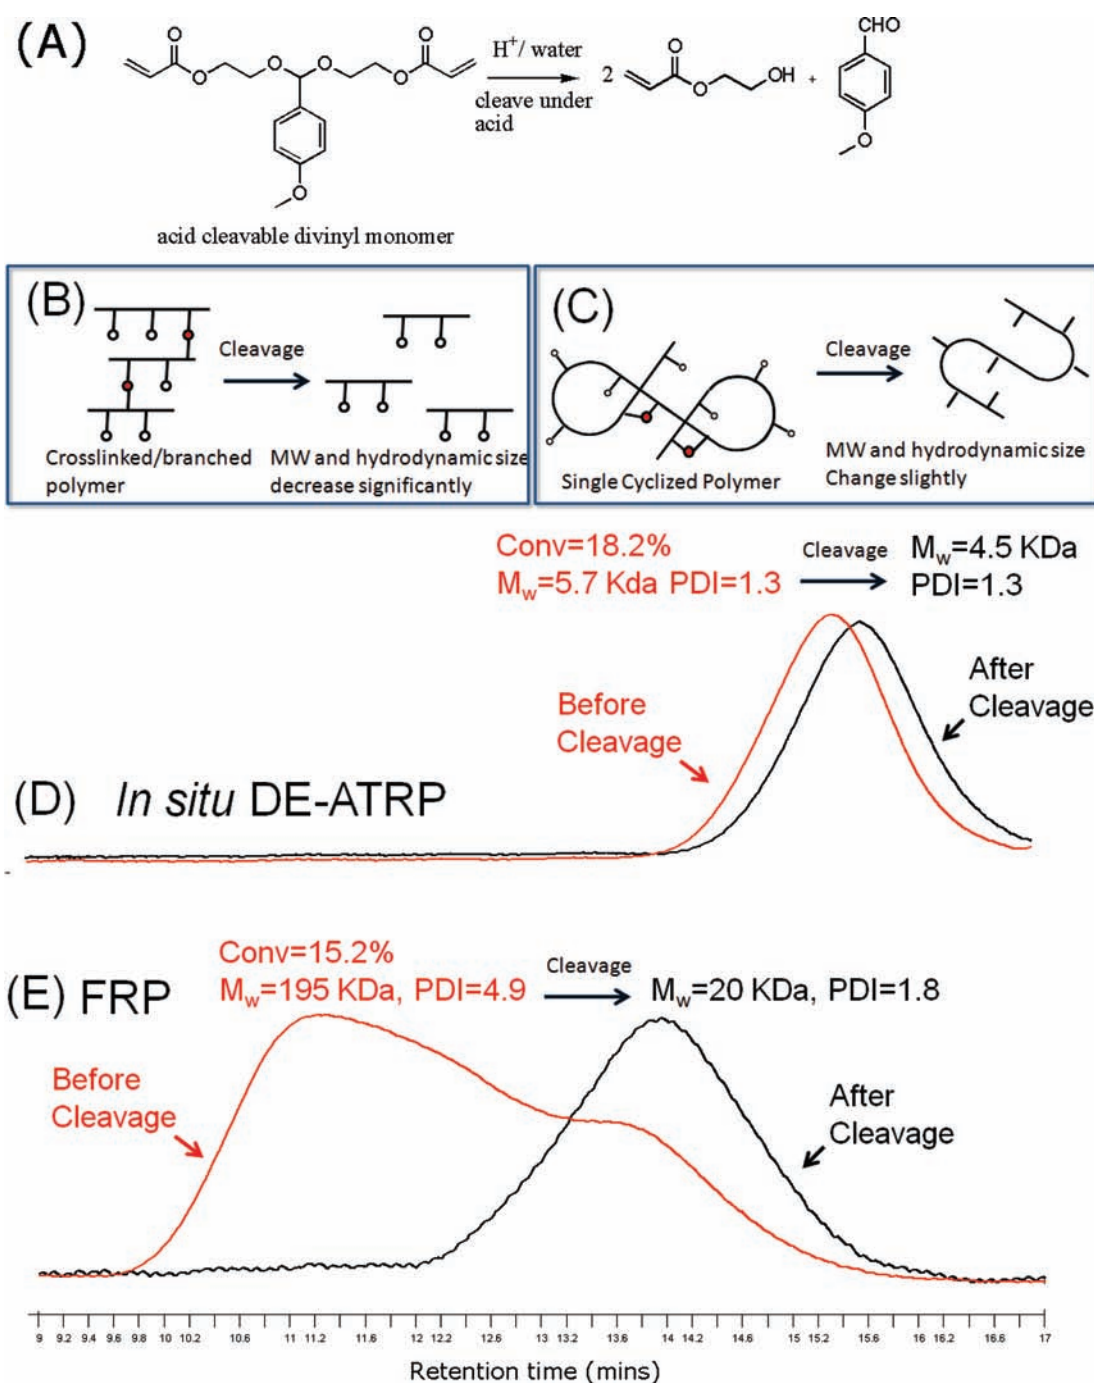 (A)
O
O
O
O
O
O
O
H⁺/ water
cleave under
acid
2
O
O
OH
+
CHO
O
acid cleavable divinyl monomer
(B)
Cleavage
Crosslinked/branched
polymer
MW and hydrodynamic size
decrease significantly
(C)
Cleavage
Single Cyclized Polymer
MW and hydrodynamic size
Change slightly
Conv=18.2%
Mw=5.7 Kda PDI=1.3
Cleavage
Mw=4.5 KDa
PDI=1.3
Before
Cleavage
After
Cleavage
(D) In situ DE-ATRP
Conv=15.2%
Mw=195 KDa, PDI=4.9
Cleavage
Mw=20 KDa, PDI=1.8
(E) FRP
Before
Cleavage
After
Cleavage
9 9.2 9.4 9.6 9.8 10 10.2 10.6 11 11.2 11.6 12 12.2 12.6 13 13.2 13.6 14 14.2 14.6 15 15.2 15.6 16 16.2 16.6 17
Retention time (mins)